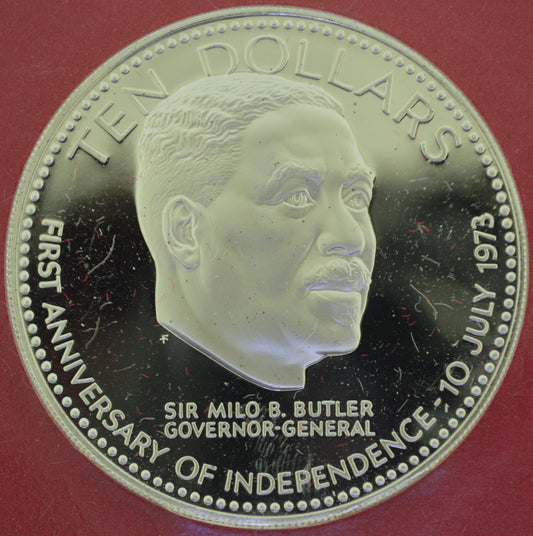 TEN DOLLARS
SIR MILO B. BUTLER
GOVERNOR-GENERAL
FIRST ANNIVERSARY OF INDEPENDENCE - 10 JULY 1973